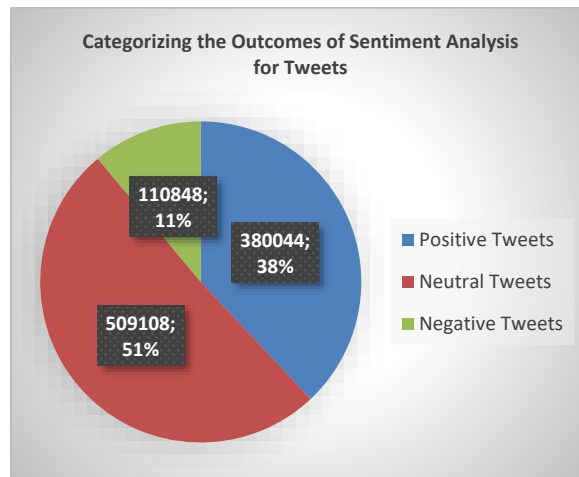 Categorizing the Outcomes of Sentiment Analysis
for Tweets
110848;
11%
380044;
38%
509108;
51%
Positive Tweets
Neutral Tweets
Negative Tweets